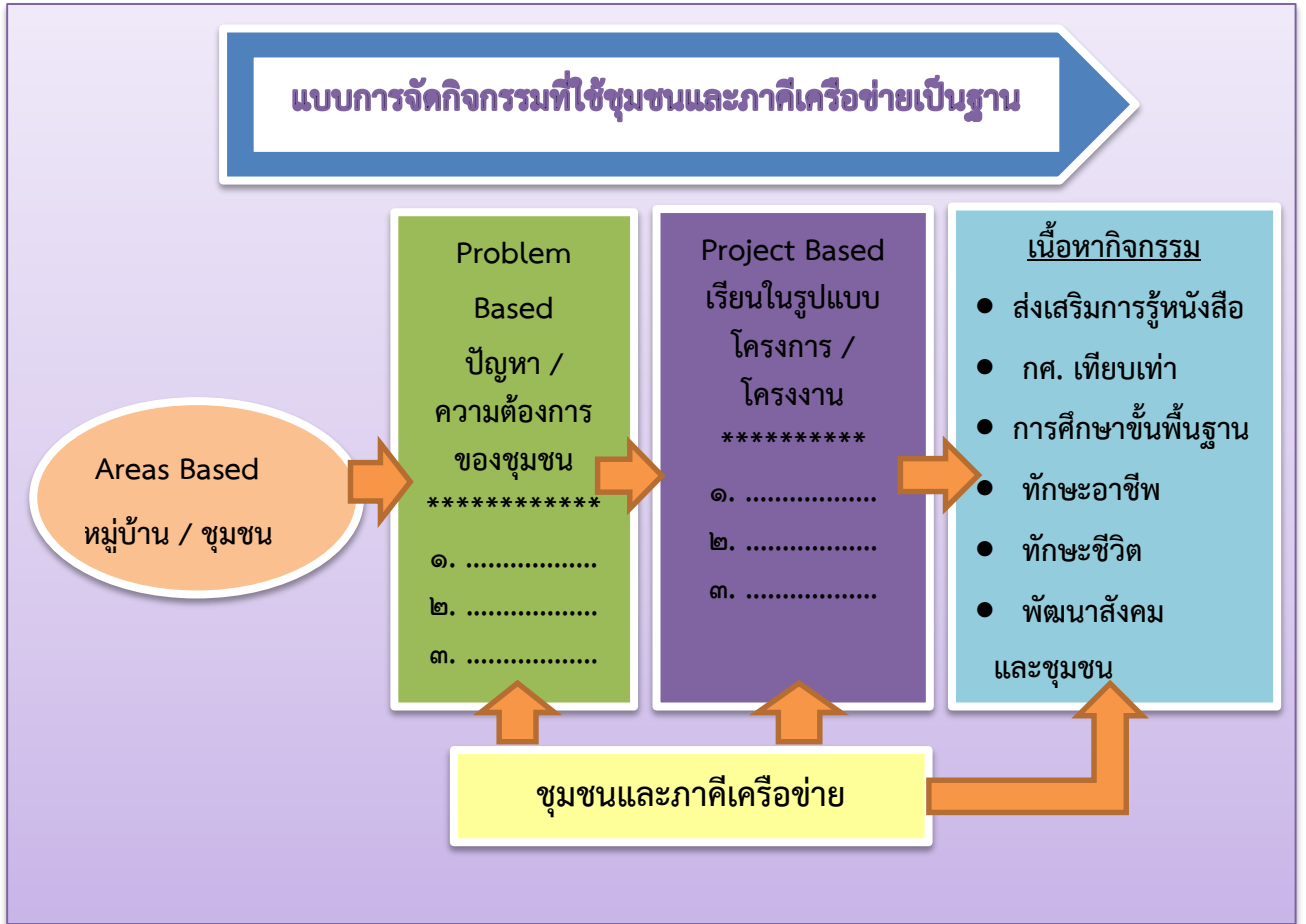 แบบการจัดกิจกรรมที่ใช้ชุมชนและภาคีเครือข่ายเป็นฐาน
Areas Based
หมู่บ้าน / ชุมชน
Problem
Based
ปัญหา /
ความต้องการ
ของชุมชน
************
๑. ..................
๒. ..................
๓. ..................
Project Based
เรียนในรูปแบบ
โครงการ /
โครงงาน
**********
๑. ..................
๒. ..................
๓. ..................
เนื้อหากิจกรรม
● ส่งเสริมการรู้หนังสือ
● กศ. เทียบเท่า
● การศึกษาขั้นพื้นฐาน
● ทักษะอาชีพ
● ทักษะชีวิต
● พัฒนาสังคม
และชุมชน
ชุมชนและภาคีเครือข่าย